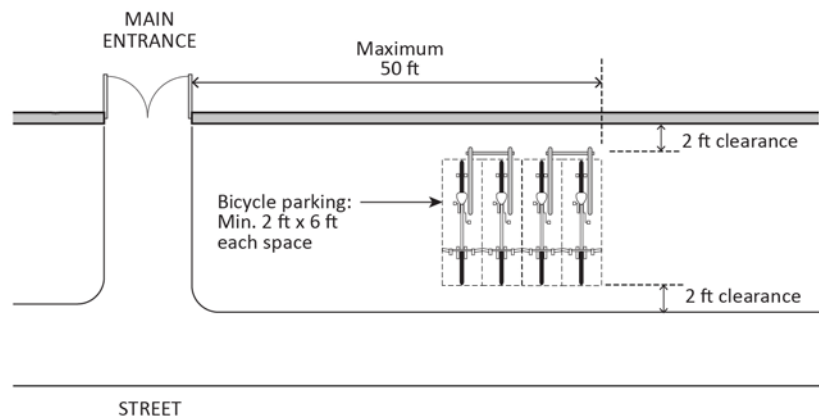 MAIN
ENTRANCE
Maximum
50 ft
2 ft clearance
Bicycle parking:
Min. 2 ft x 6 ft
each space
2 ft clearance
STREET